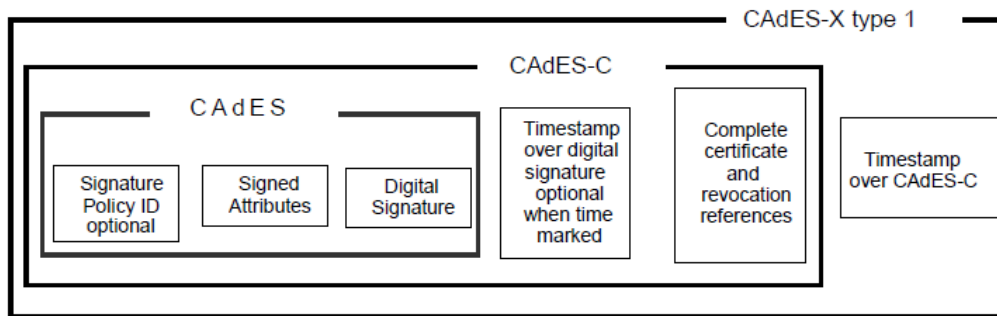 CAdES-X type 1
CAdES-C
CAdES
Signature
Policy ID
optional
Signed
Attributes
Digital
Signature
Timestamp
over digital
signature
optional
when time
marked
Complete
certificate
and
revocation
references
Timestamp
over CAdES-C